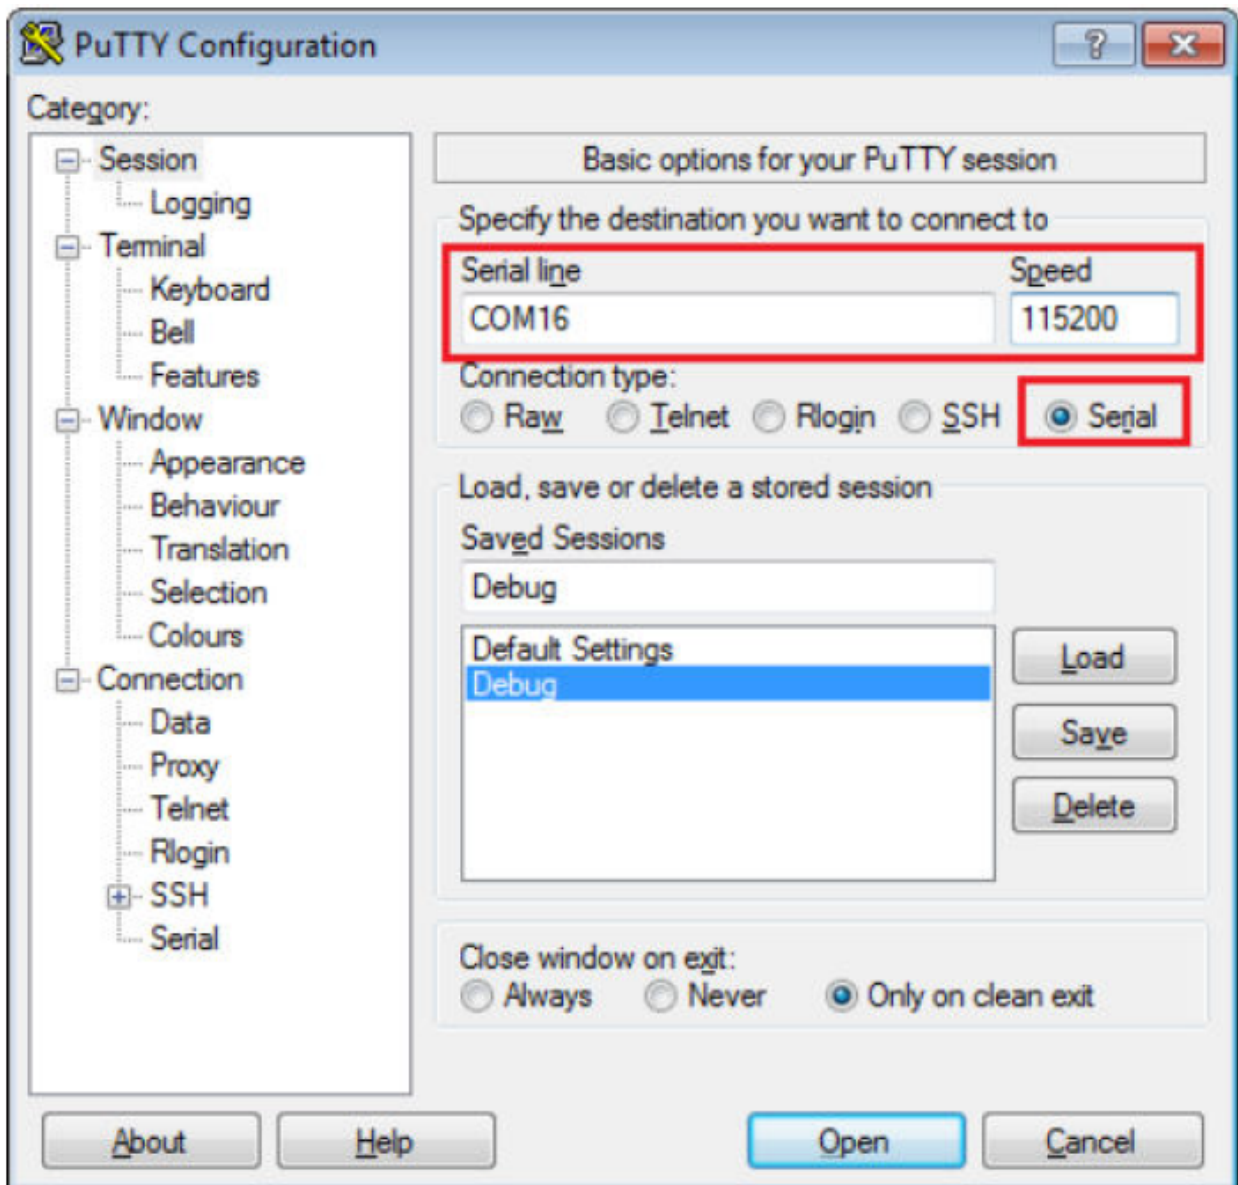 PuTTY Configuration
Category:
Session
Logging
Terminal
Keyboard
Bell
Features
Window
Appearance
Behaviour
Translation
Selection
Colours
Connection
Data
Proxy
Telnet
Rlogin
SSH
Serial
Basic options for your PuTTY session
Specify the destination you want to connect to
Serial line Speed
COM16 115200
Connection type:
Raw Telnet Rlogin SSH Serial
Load, save or delete a stored session
Saved Sessions
Debug
Default Settings
Debug
Load
Save
Delete
Close window on exit:
Always Never Only on clean exit
About Help Open Cancel